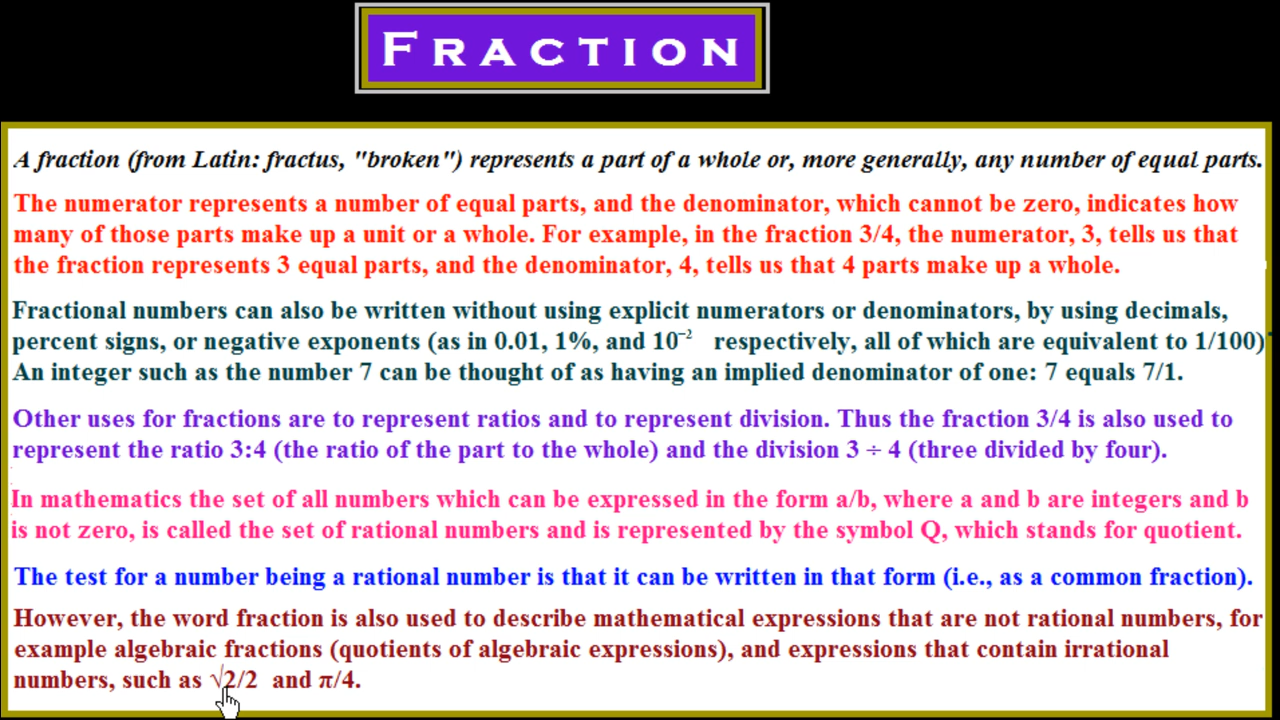 FRACTION
A fraction (from Latin: fractus, "broken") represents a part of a whole or, more generally, any number of equal parts.
The numerator represents a number of equal parts, and the denominator, which cannot be zero, indicates how
many of those parts make up a unit or a whole. For example, in the fraction 3/4, the numerator, 3, tells us that
the fraction represents 3 equal parts, and the denominator, 4, tells us that 4 parts make up a whole.
Fractional numbers can also be written without using explicit numerators or denominators, by using decimals,
percent signs, or negative exponents (as in 0.01, 1%, and 10⁻² respectively, all of which are equivalent to 1/100)
An integer such as the number 7 can be thought of as having an implied denominator of one: 7 equals 7/1.
Other uses for fractions are to represent ratios and to represent division. Thus the fraction 3/4 is also used to
represent the ratio 3:4 (the ratio of the part to the whole) and the division 3 ÷ 4 (three divided by four).
In mathematics the set of all numbers which can be expressed in the form a/b, where a and b are integers and b
is not zero, is called the set of rational numbers and is represented by the symbol Q, which stands for quotient.
The test for a number being a rational number is that it can be written in that form (i.e., as a common fraction).
However, the word fraction is also used to describe mathematical expressions that are not rational numbers, for
example algebraic fractions (quotients of algebraic expressions), and expressions that contain irrational
numbers, such as √2/2 and π/4.